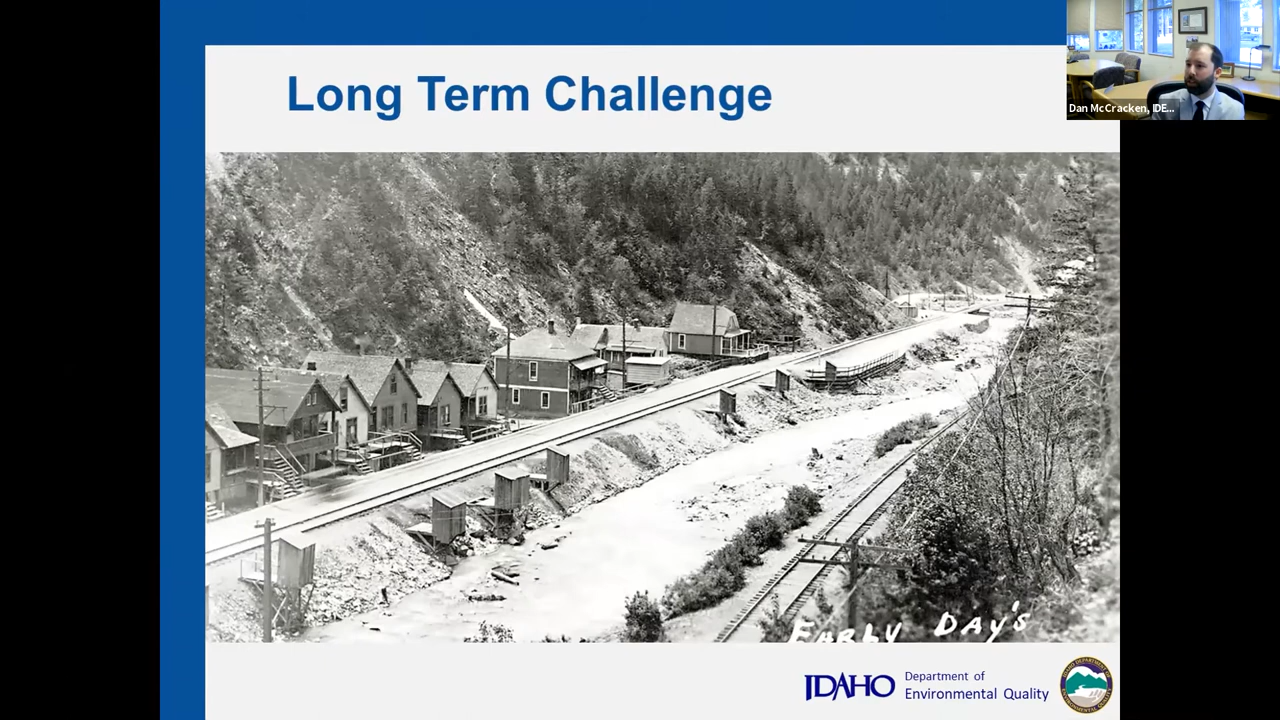 Long Term Challenge
Dan McCracken, IDE...
EARLY DAY'S
IDAHO
Department of
Environmental Quality